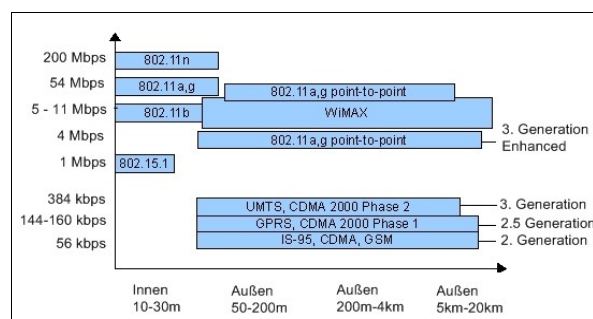 200 Mbps
802.11n
54 Mbps
802.11a,g
802.11a,g point-to-point
5 - 11 Mbps
802.11b
WiMAX
4 Mbps
802.11a,g point-to-point
3. Generation
Enhanced
1 Mbps
802.15.1
384 kbps
UMTS, CDMA 2000 Phase 2
3. Generation
144-160 kbps
GPRS, CDMA 2000 Phase 1
2.5 Generation
56 kbps
IS-95, CDMA, GSM
2. Generation
Innen
10-30m
Außen
50-200m
Außen
200m-4km
Außen
5km-20km